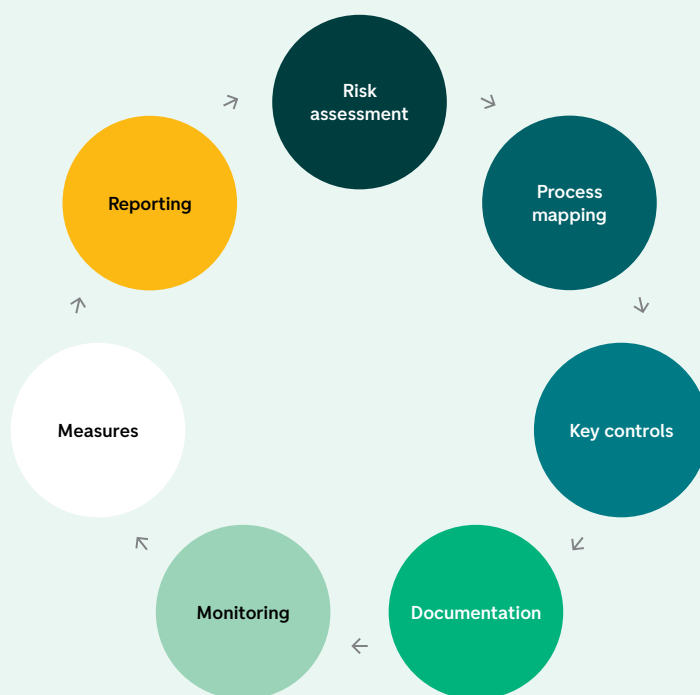 Risk
assessment
Process
mapping
Key controls
Documentation
Monitoring
Measures
Reporting